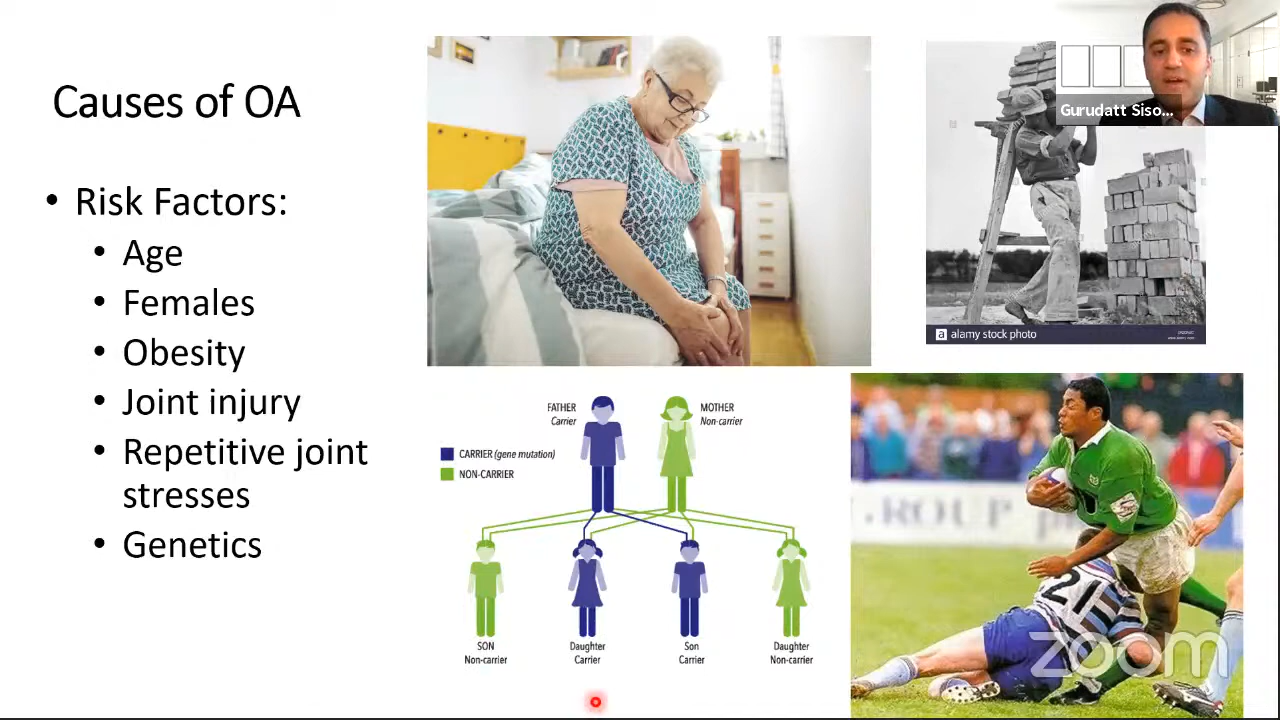 Causes of OA
• Risk Factors:
• Age
• Females
• Obesity
• Joint injury
• Repetitive joint
stresses
• Genetics
Gurudatt Siso...
a alamy stock photo
FATHER
Carrier
MOTHER
Non-carrier
CARRIER (gene mutation)
NON-CARRIER
SON
Non-carrier
Daughter
Carrier
Son
Carrier
Daughter
Non-carrier
21
zoom